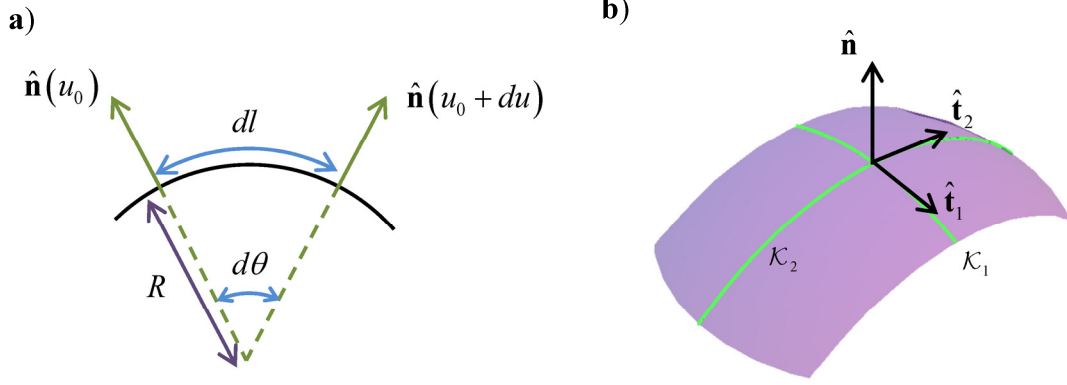 a)
n̂(u₀)
n̂(u₀ + du)
dl
dθ
R
b)
n̂
t̂₂
t̂₁
𝒦₂
𝒦₁